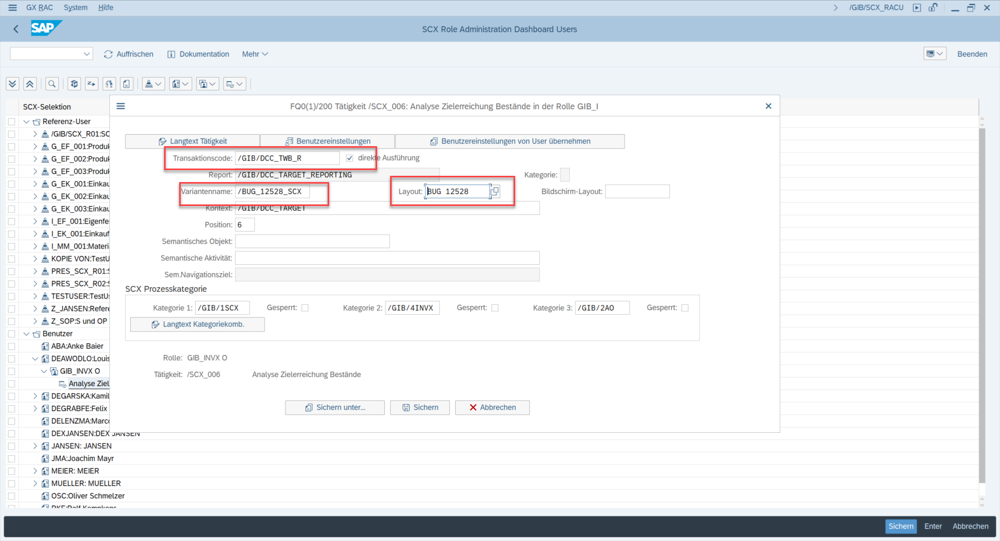 GX RAC System Hilfe /GIB/SCX_RACU
SAP SCX Role Administration Dashboard Users
Auffrischen Dokumentation Mehr Beenden
SCX-Selektion
FQ0(1)/200 Tätigkeit /SCX_006: Analyse Zielerreichung Bestände in der Rolle GIB_I
Referenz-User
/GIB/SCX_R01:SC
G_EF_001:Produk
G_EF_002:Produk
G_EF_003:Produk
G_EK_001:Einkau
G_EK_002:Einkau
G_EK_003:Einkau
I_EF_001:Eigenfe
I_EK_001:Einkauf
I_MM_001:Materi
KOPIE VON:TestU
PRES_SCX_R01:S
PRES_SCX_R02:S
TESTUSER:TestUs
Z_JANSEN:Refere
Z_SOP:S und OP
Benutzer
ABA:Anke Baier
DEAWODLO:Louis
GIB_INVX O
Analyse Ziel
DEGARSKA:Kamil
DEGRABFE:Felix
DELENZMA:Marco
DEXJANSEN:DEX JANSEN
JANSEN: JANSEN
JMA:Joachim Mayr
MEIER: MEIER
MUELLER: MUELLER
OSC:Oliver Schmelzer
Langtext Tätigkeit Benutzereinstellungen Benutzereinstellungen von User übernehmen
Transaktionscode: /GIB/DCC_TWB_R direkte Ausführung
Report: /GIB/DCC_TARGET_REPORTING Kategorie:
Variantenname: /BUG_12528_SCX Layout: BUG 12528 Bildschirm-Layout:
Kontext: /GIB/DCC_TARGET
Position: 6
Semantisches Objekt:
Semantische Aktivität:
Sem.Navigationsziel:
SCX Prozesskategorie
Kategorie 1: /GIB/1SCX Gesperrt: Kategorie 2: /GIB/4INVX Gesperrt: Kategorie 3: /GIB/2AO Gesperrt:
Langtext Kategoriekomb.
Rolle: GIB_INVX O
Tätigkeit: /SCX_006 Analyse Zielerreichung Bestände
Sichern unter... Sichern Abbrechen
Sichern Enter Abbrechen